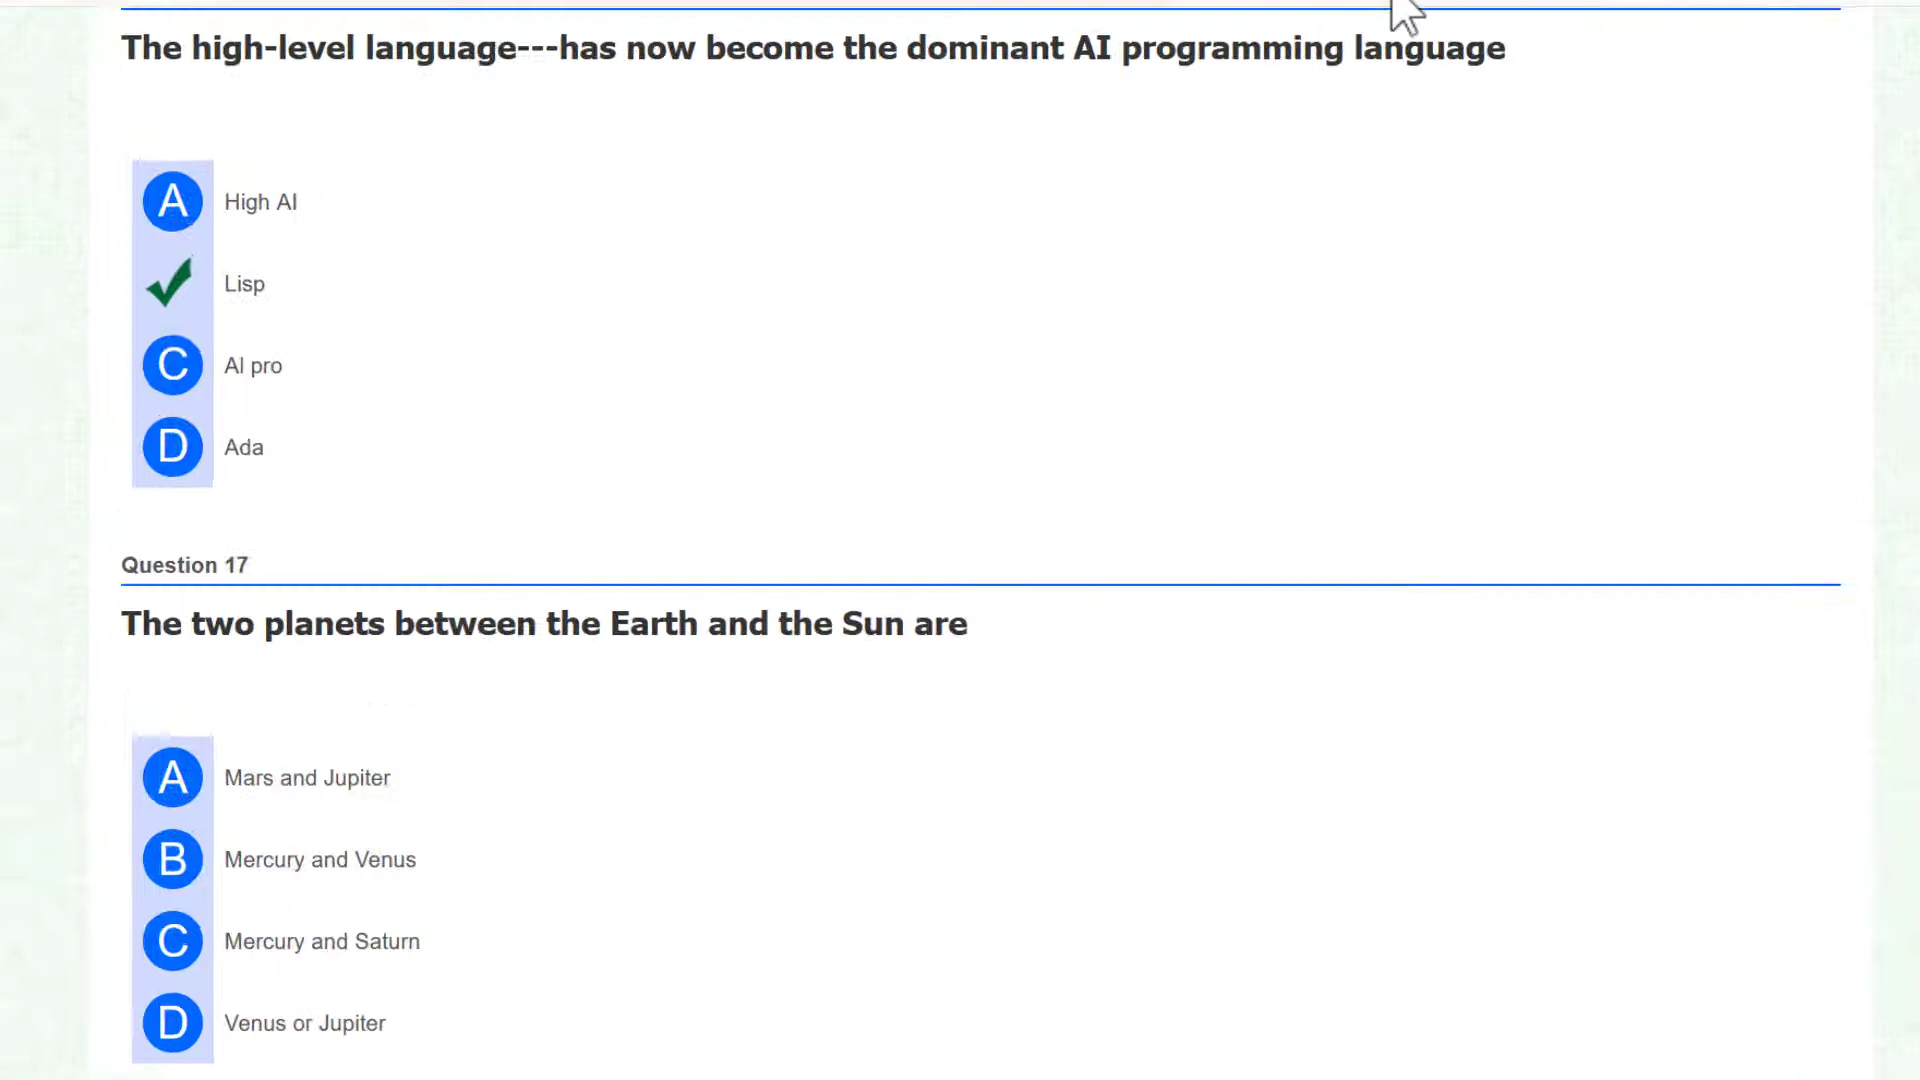 The high-level language---has now become the dominant AI programming language
A High AI
Lisp
C AI pro
D Ada
Question 17
The two planets between the Earth and the Sun are
A Mars and Jupiter
B Mercury and Venus
C Mercury and Saturn
D Venus or Jupiter